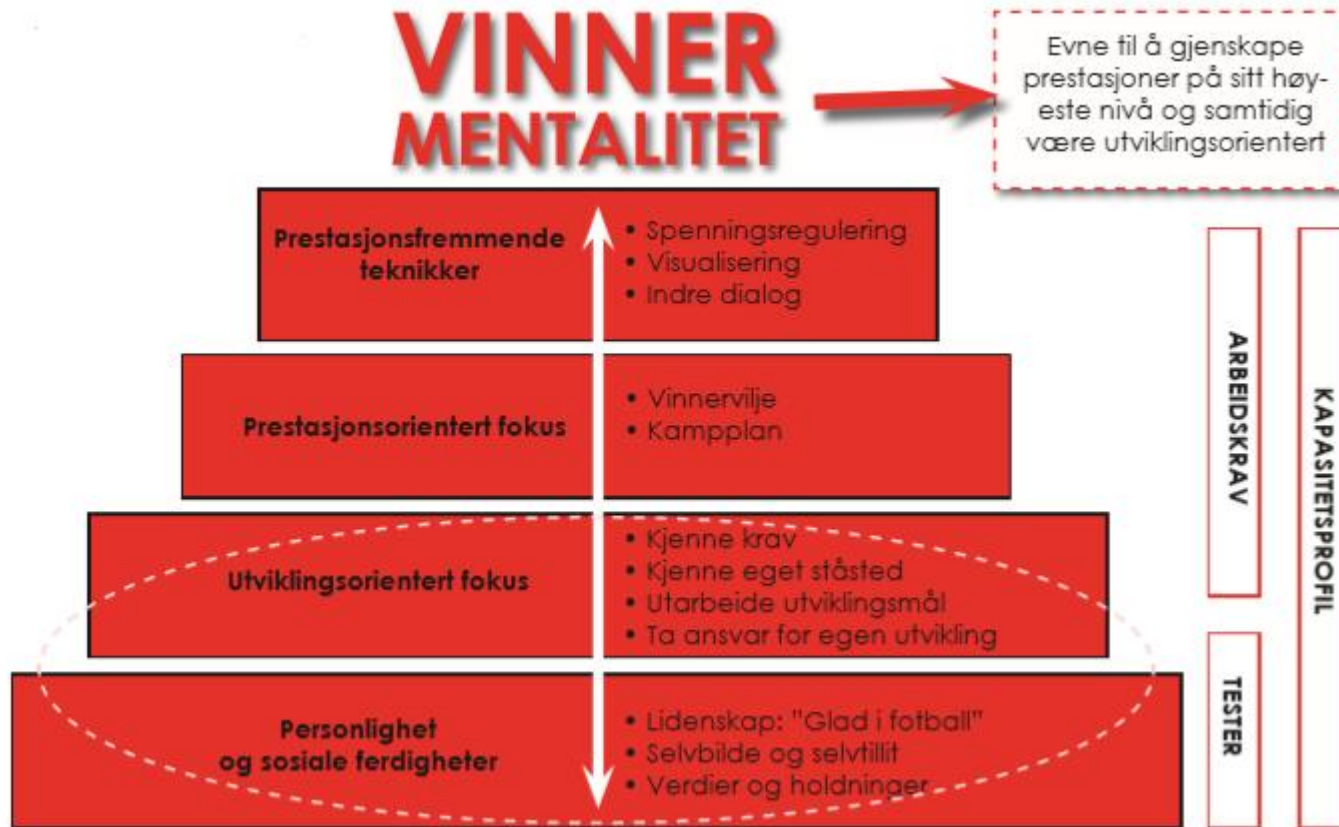 VINNER
MENTALITET
Evne til å gjenskape
prestasjoner på sitt høy-
este nivå og samtidig
være utviklingsorientert
Prestasjonsfremmende
teknikker
• Spenningsregulering
• Visualisering
• Indre dialog
Prestasjonsorientert fokus
• Vinnervilje
• Kampplan
Utviklingsorientert fokus
• Kjenne krav
• Kjenne eget ståsted
• Utarbeide utviklingsmål
• Ta ansvar for egen utvikling
Personlighet
og sosiale ferdigheter
• Lidenskap: "Glad i fotball"
• Selvbilde og selvtillit
• Verdier og holdninger
ARBEIDSKRAV
TESTER
KAPASITETSPROFIL